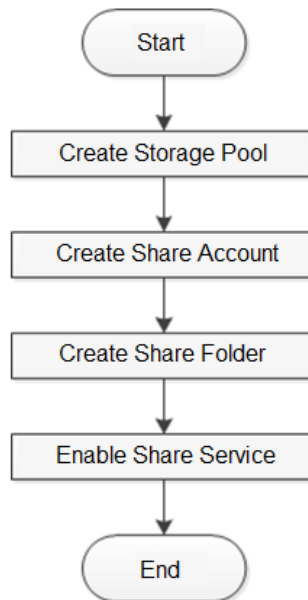 Start
Create Storage Pool
Create Share Account
Create Share Folder
Enable Share Service
End